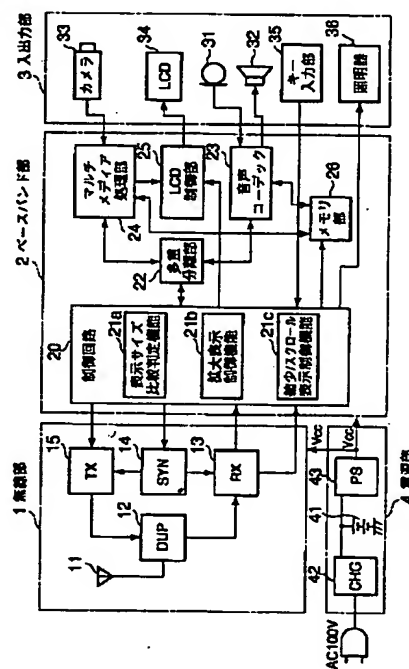 3 入出力部
33
カメラ
34
LCD
31
32
35
キー
入力部
36
照明器
2 ベースバンド部
マルチ
メディア
処理部
24
25
LCD
制御部
23
音声
コーデック
26
メモリ部
22
多重
分離部
20
制御回路
21a
表示サイズ
比較判定機能
21b
拡大表示
制御機能
21c
縮少/スクロール
表示制御機能
1 無線部
15
TX
14
SYN
13
RX
12
DUP
11
Vcc
Vcc
43
PS
41
42
CHG
4 電源部
AC100V